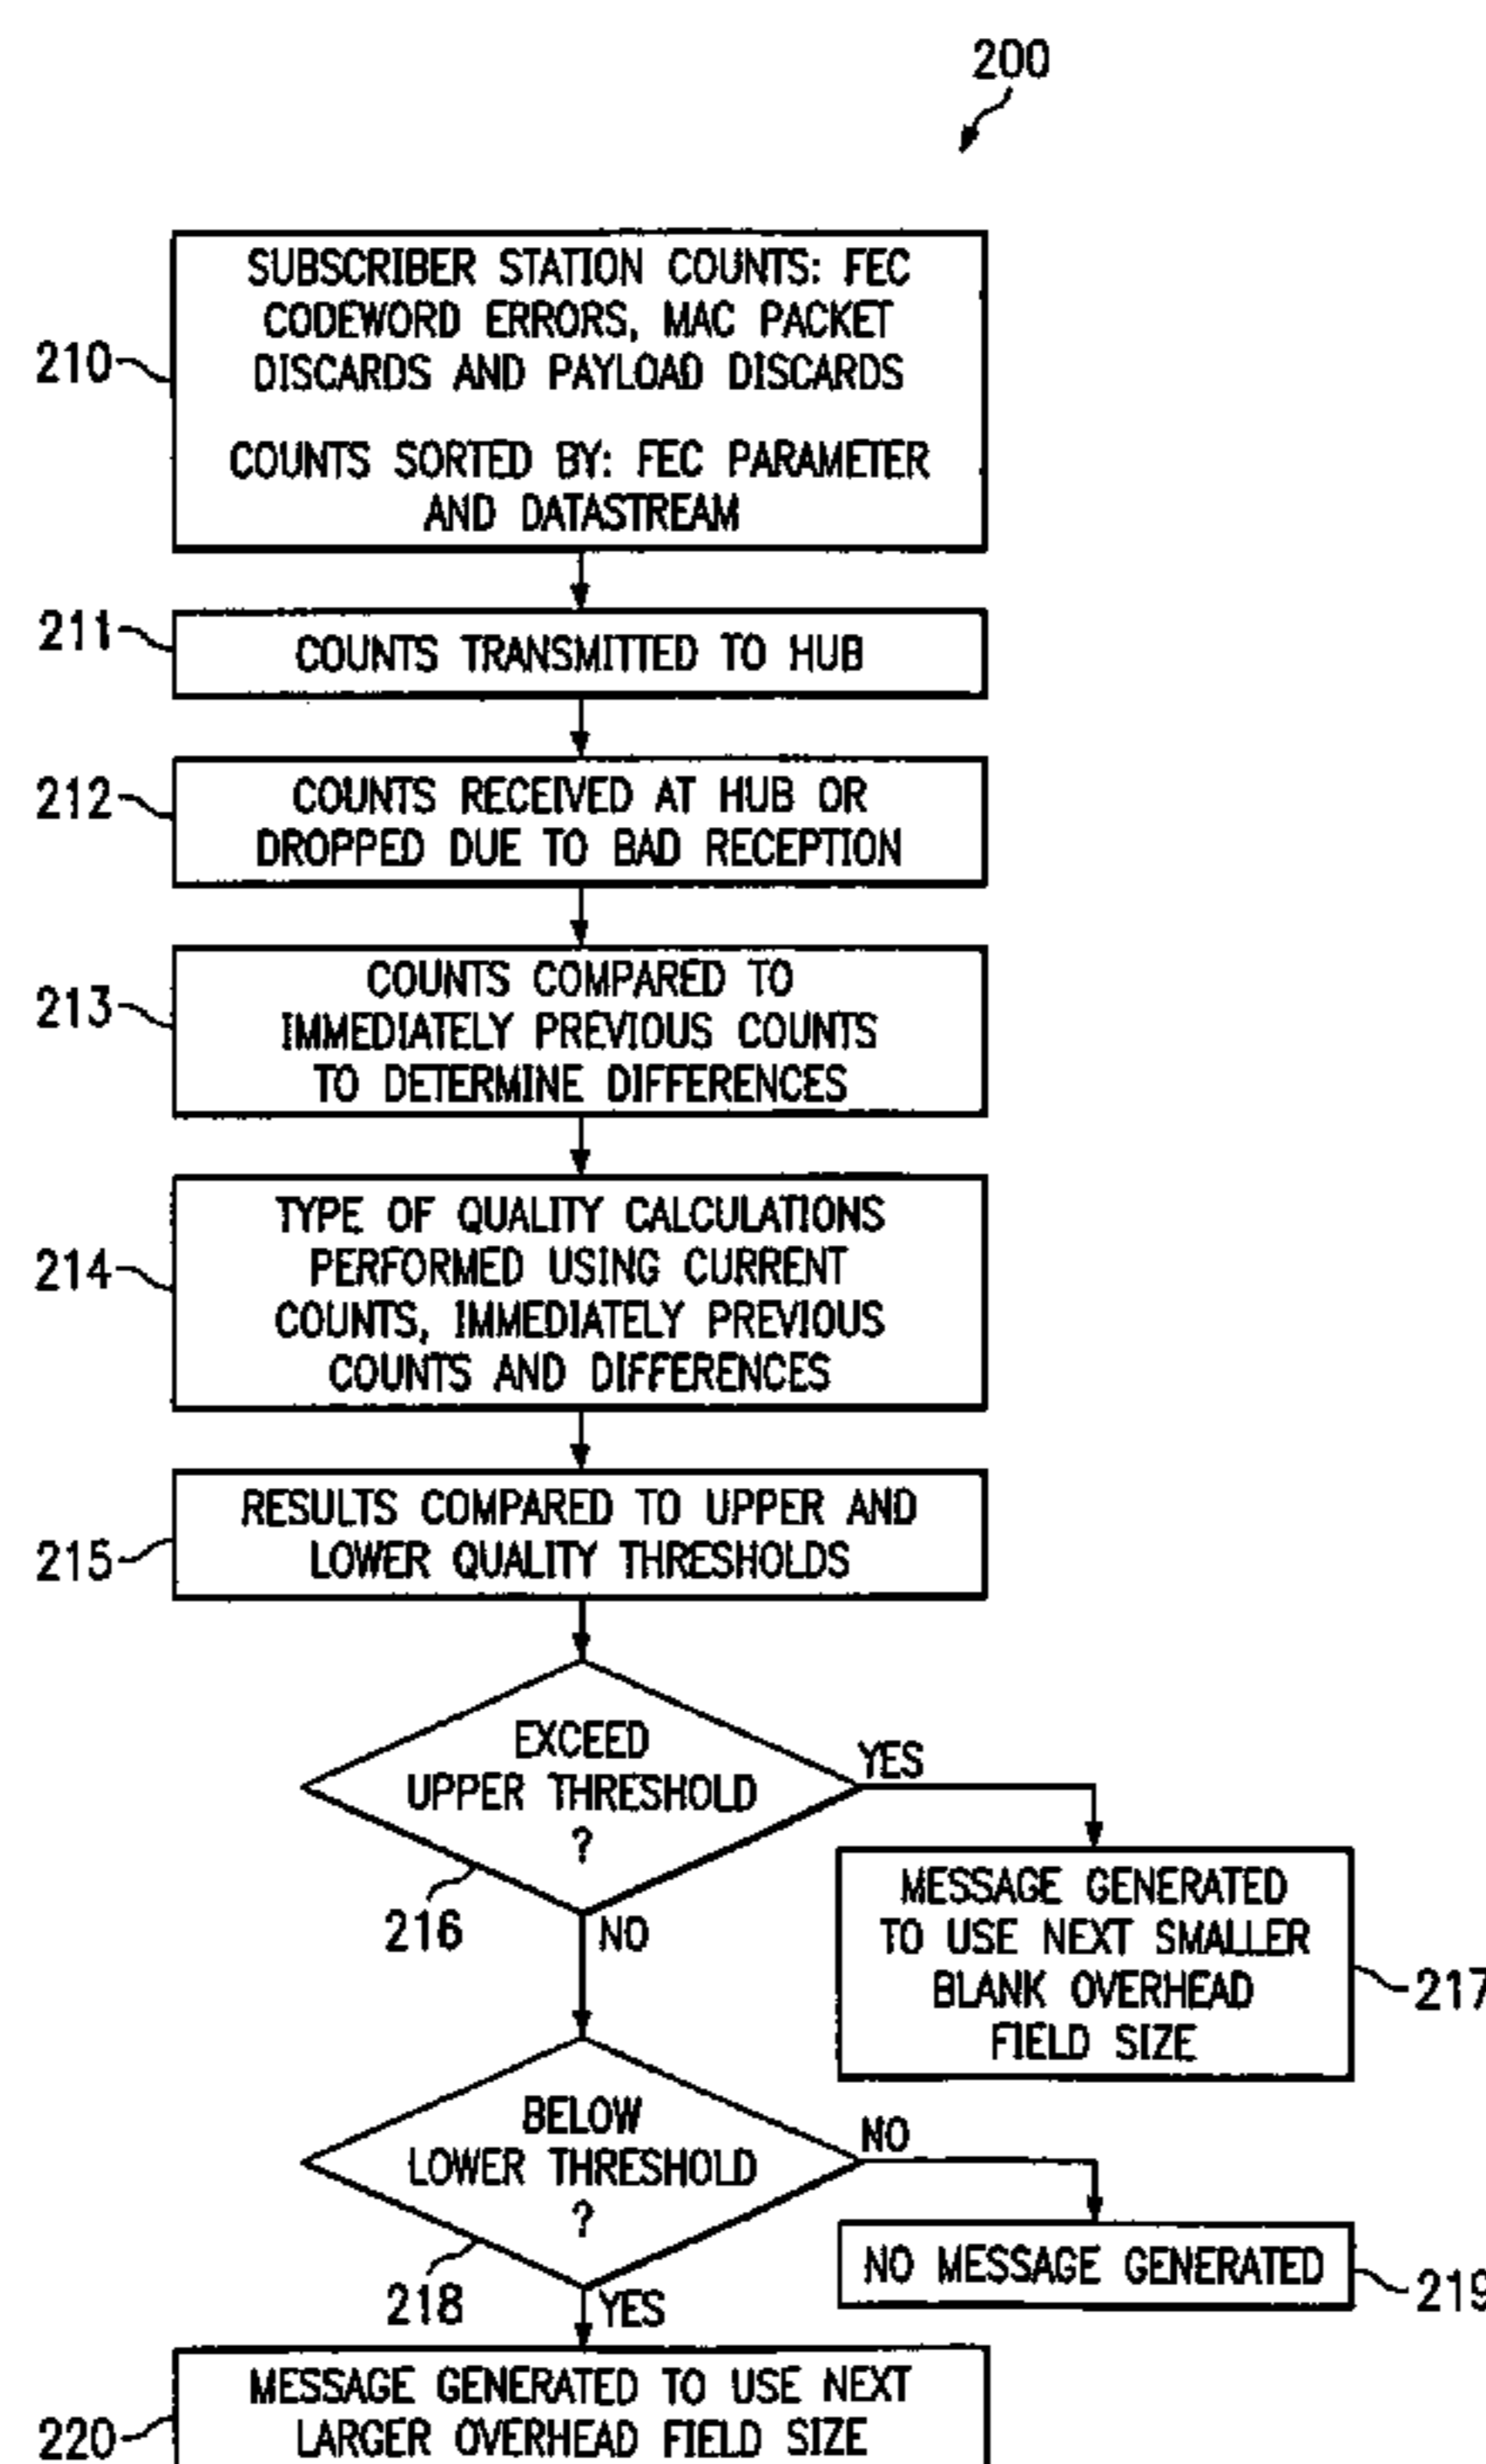 200
210
SUBSCRIBER STATION COUNTS: FEC
CODEWORD ERRORS, MAC PACKET
DISCARDS AND PAYLOAD DISCARDS
COUNTS SORTED BY: FEC PARAMETER
AND DATASTREAM
211
COUNTS TRANSMITTED TO HUB
212
COUNTS RECEIVED AT HUB OR
DROPPED DUE TO BAD RECEPTION
213
COUNTS COMPARED TO
IMMEDIATELY PREVIOUS COUNTS
TO DETERMINE DIFFERENCES
214
TYPE OF QUALITY CALCULATIONS
PERFORMED USING CURRENT
COUNTS, IMMEDIATELY PREVIOUS
COUNTS AND DIFFERENCES
215
RESULTS COMPARED TO UPPER AND
LOWER QUALITY THRESHOLDS
EXCEED
UPPER THRESHOLD
?
216
YES
NO
MESSAGE GENERATED
TO USE NEXT SMALLER
BLANK OVERHEAD
FIELD SIZE
217
BELOW
LOWER THRESHOLD
?
218
NO
YES
NO MESSAGE GENERATED
219
220
MESSAGE GENERATED TO USE NEXT
LARGER OVERHEAD FIELD SIZE